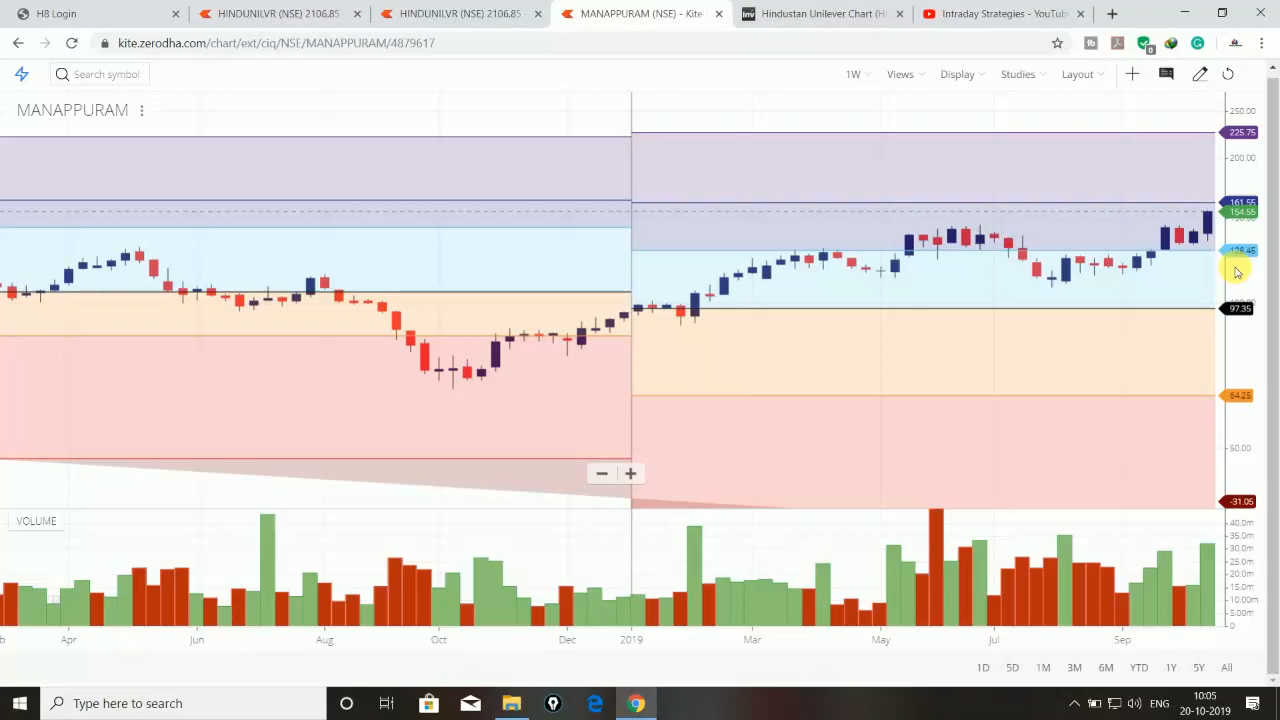 HB Login
HINDUNILVR (NSE) 2106.85
HINDUNILVR (NSE) 2106.85
MANAPPURAM (NSE) - Kite
Hindustan Unilever Chart (H
Intraday Strategies - YouTub
kite.zerodha.com/chart/ext/ciq/NSE/MANAPPURAM/4879617
Search symbol
1W
Views
Display
Studies
Layout
MANAPPURAM
250.00
225.75
200.00
161.55
154.55
128.45
97.35
64.25
50.00
-31.05
VOLUME
40.0m
35.0m
30.0m
25.0m
20.0m
15.0m
10.00m
5.00m
0
Apr
Jun
Aug
Oct
Dec
2019
Mar
May
Jul
Sep
1D
5D
1M
3M
6M
YTD
1Y
5Y
All
Type here to search
ENG
10:05
20-10-2019